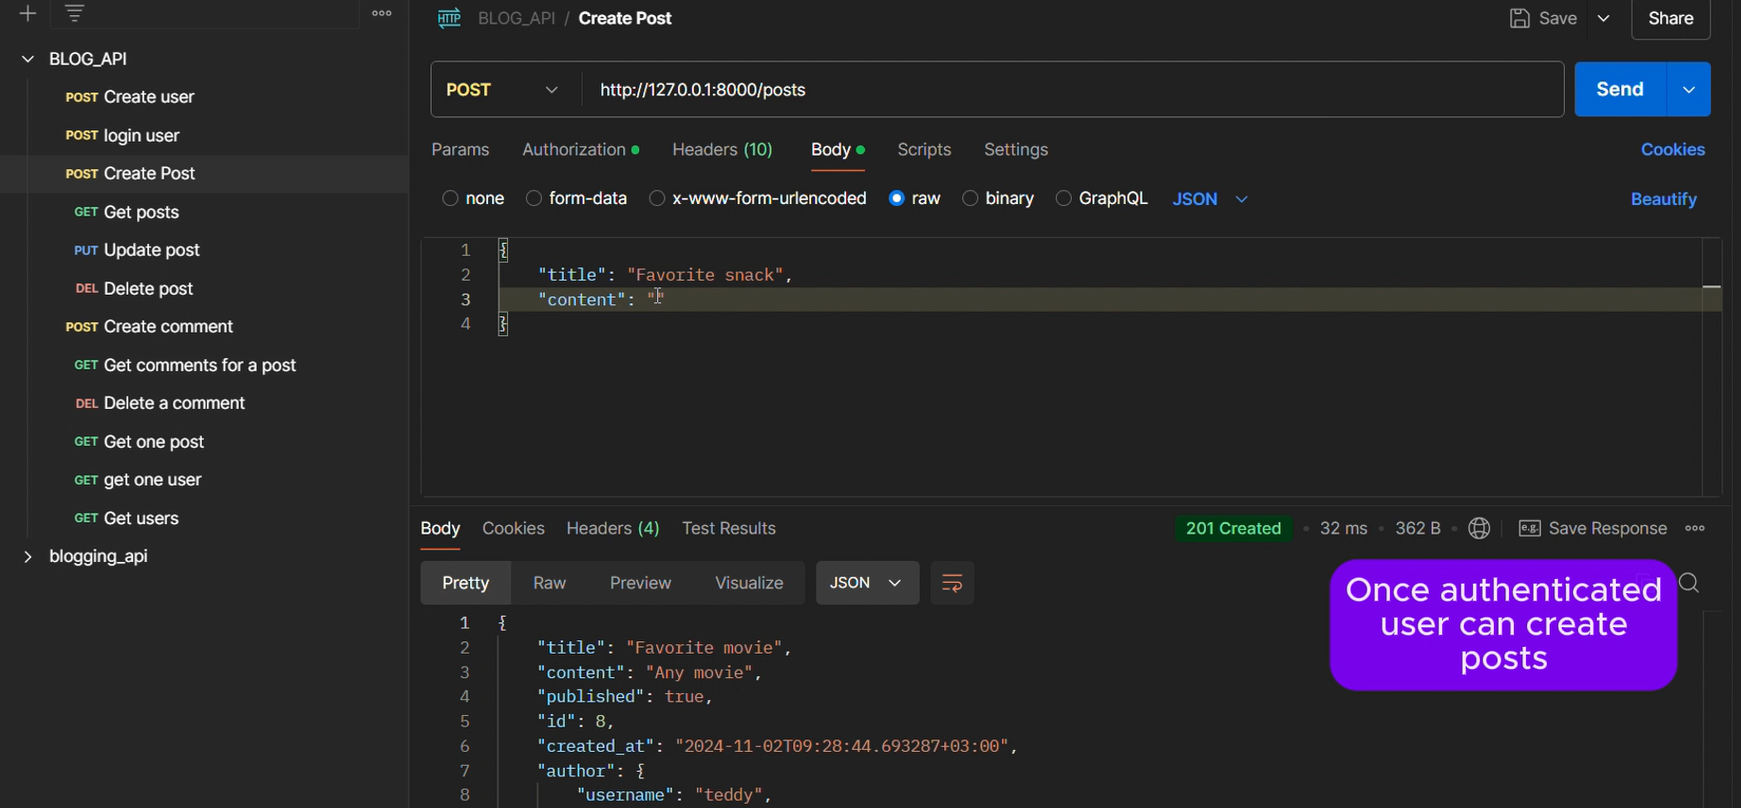 BLOG_API / Create Post
Save
Share
BLOG_API
POST Create user
POST login user
POST Create Post
GET Get posts
PUT Update post
DEL Delete post
POST Create comment
GET Get comments for a post
DEL Delete a comment
GET Get one post
GET get one user
GET Get users
blogging_api
HTTP
POST http://127.0.0.1:8000/posts
Send
Params Authorization Headers (10) Body Scripts Settings Cookies
none form-data x-www-form-urlencoded raw binary GraphQL JSON Beautify
1 {
2 "title": "Favorite snack",
3 "content": ""
4 }
Body Cookies Headers (4) Test Results 201 Created • 32 ms • 362 B • e.g. Save Response
Pretty Raw Preview Visualize JSON
1 {
2 "title": "Favorite movie",
3 "content": "Any movie",
4 "published": true,
5 "id": 8,
6 "created_at": "2024-11-02T09:28:44.693287+03:00",
7 "author": {
8 "username": "teddy",
Once authenticated
user can create
posts